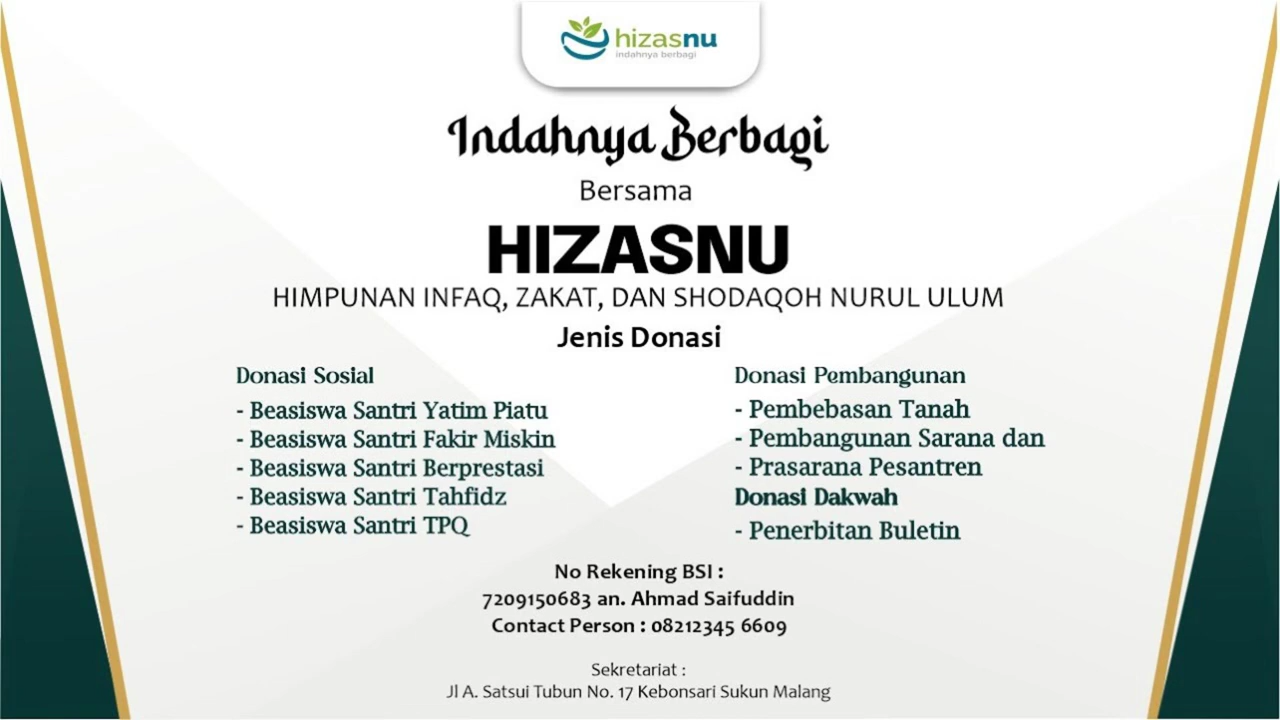 hizasnu
indahnya berbagi
Indahnya Berbagi
Bersama
HIZASNU
HIMPUNAN INFAQ, ZAKAT, DAN SHODAQOH NURUL ULUM
Jenis Donasi
Donasi Sosial
- Beasiswa Santri Yatim Piatu
- Beasiswa Santri Fakir Miskin
- Beasiswa Santri Berprestasi
- Beasiswa Santri Tahfidz
- Beasiswa Santri TPQ
Donasi Pembangunan
- Pembebasan Tanah
- Pembangunan Sarana dan
- Prasarana Pesantren
Donasi Dakwah
- Penerbitan Buletin
No Rekening BSI :
7209150683 an. Ahmad Saifuddin
Contact Person : 08212345 6609
Sekretariat :
Jl A. Satsui Tubun No. 17 Kebonsari Sukun Malang